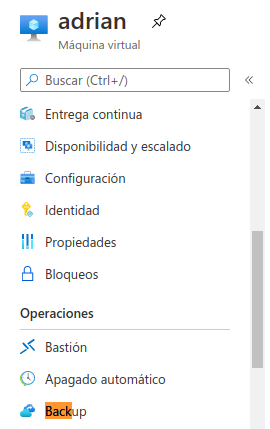 adrian
Máquina virtual
Buscar (Ctrl+/)
«
Entrega continua
Disponibilidad y escalado
Configuración
Identidad
Propiedades
Bloqueos
Operaciones
Bastión
Apagado automático
Backup